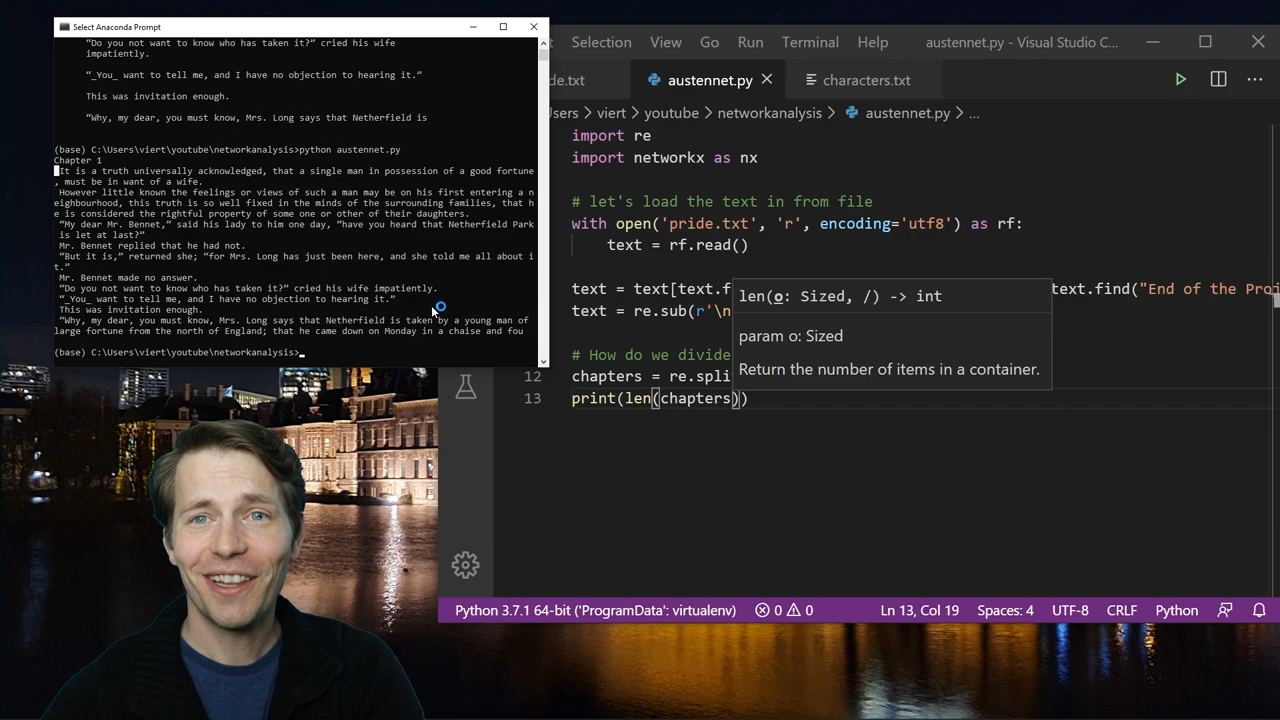 Select Anaconda Prompt
“Do you not want to know who has taken it?” cried his wife
impatiently.
“_You_ want to tell me, and I have no objection to hearing it.”
This was invitation enough.
“Why, my dear, you must know, Mrs. Long says that Netherfield is
(base) C:\Users\viert\youtube\networkanalysis>python austennet.py
Chapter 1
It is a truth universally acknowledged, that a single man in possession of a good fortune
, must be in want of a wife.
However little known the feelings or views of such a man may be on his first entering a n
eighbourhood, this truth is so well fixed in the minds of the surrounding families, that h
e is considered the rightful property of some one or other of their daughters.
“My dear Mr. Bennet,” said his lady to him one day, “have you heard that Netherfield Park
is let at last?”
Mr. Bennet replied that he had not.
“But it is,” returned she; “for Mrs. Long has just been here, and she told me all about i
t.”
Mr. Bennet made no answer.
“Do you not want to know who has taken it?” cried his wife impatiently.
“_You_ want to tell me, and I have no objection to hearing it.”
This was invitation enough.
“Why, my dear, you must know, Mrs. Long says that Netherfield is taken by a young man of
large fortune from the north of England; that he came down on Monday in a chaise and fou
(base) C:\Users\viert\youtube\networkanalysis>_
Selection View Go Run Terminal Help austennet.py - Visual Studio C...
de.txt austennet.py characters.txt
sers > viert > youtube > networkanalysis > austennet.py > ...
import re
import networkx as nx
# let's load the text in from file
with open('pride.txt', 'r', encoding='utf8') as rf:
text = rf.read()
text = text[text.f text.find("End of the Proj
text = re.sub(r'\n
len(o: Sized, /) -> int
param o: Sized
Return the number of items in a container.
# How do we divide
12 chapters = re.spli
13 print(len(chapters))
Python 3.7.1 64-bit ('ProgramData': virtualenv) 0 0 Ln 13, Col 19 Spaces: 4 UTF-8 CRLF Python